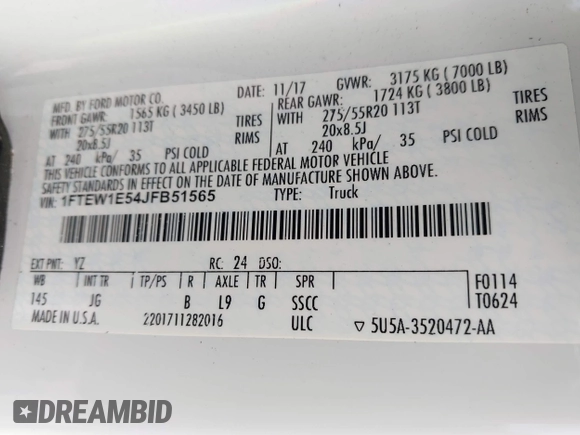 MFD. BY FORD MOTOR CO.
DATE: 11/17 GVWR: 3175 KG ( 7000 LB)
FRONT GAWR: 1565 KG ( 3450 LB)
REAR GAWR: 1724 KG ( 3800 LB)
WITH 275/55R20 113T TIRES
WITH 275/55R20 113T TIRES
20x8.5J RIMS
20x8.5J RIMS
AT 240 kPa/ 35 PSI COLD
AT 240 kPa/ 35 PSI COLD
THIS VEHICLE CONFORMS TO ALL APPLICABLE FEDERAL MOTOR VEHICLE
SAFETY STANDARDS IN EFFECT ON THE DATE OF MANUFACTURE SHOWN ABOVE.
VIN: 1FTEW1E54JFB51565 TYPE: Truck
EXT PNT: YZ RC: 24 DSO:
WB INT TR TP/PS R AXLE TR SPR F0114
145 JG B L9 G SSCC T0624
MADE IN U.S.A. 2201711282016 ULC ▽ 5U5A-3520472-AA
DREAMBID